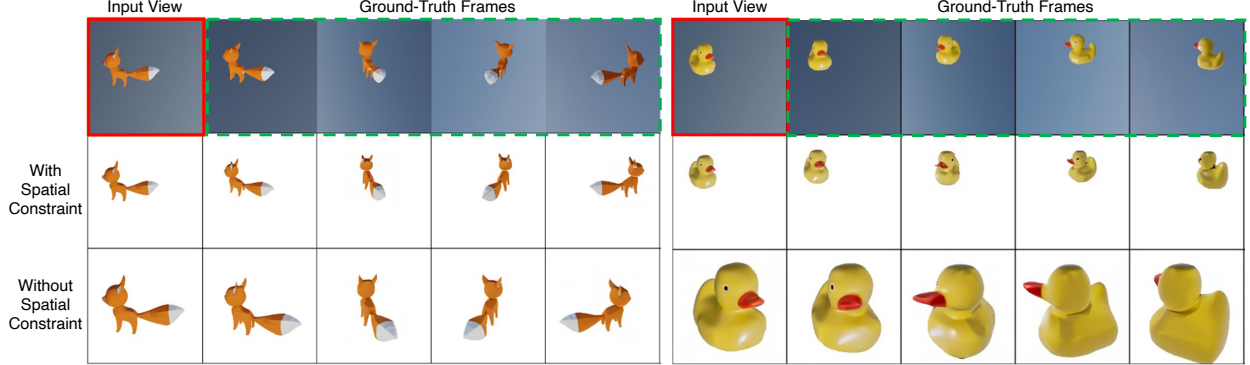 Input View
Ground-Truth Frames
Input View
Ground-Truth Frames
With
Spatial
Constraint
Without
Spatial
Constraint